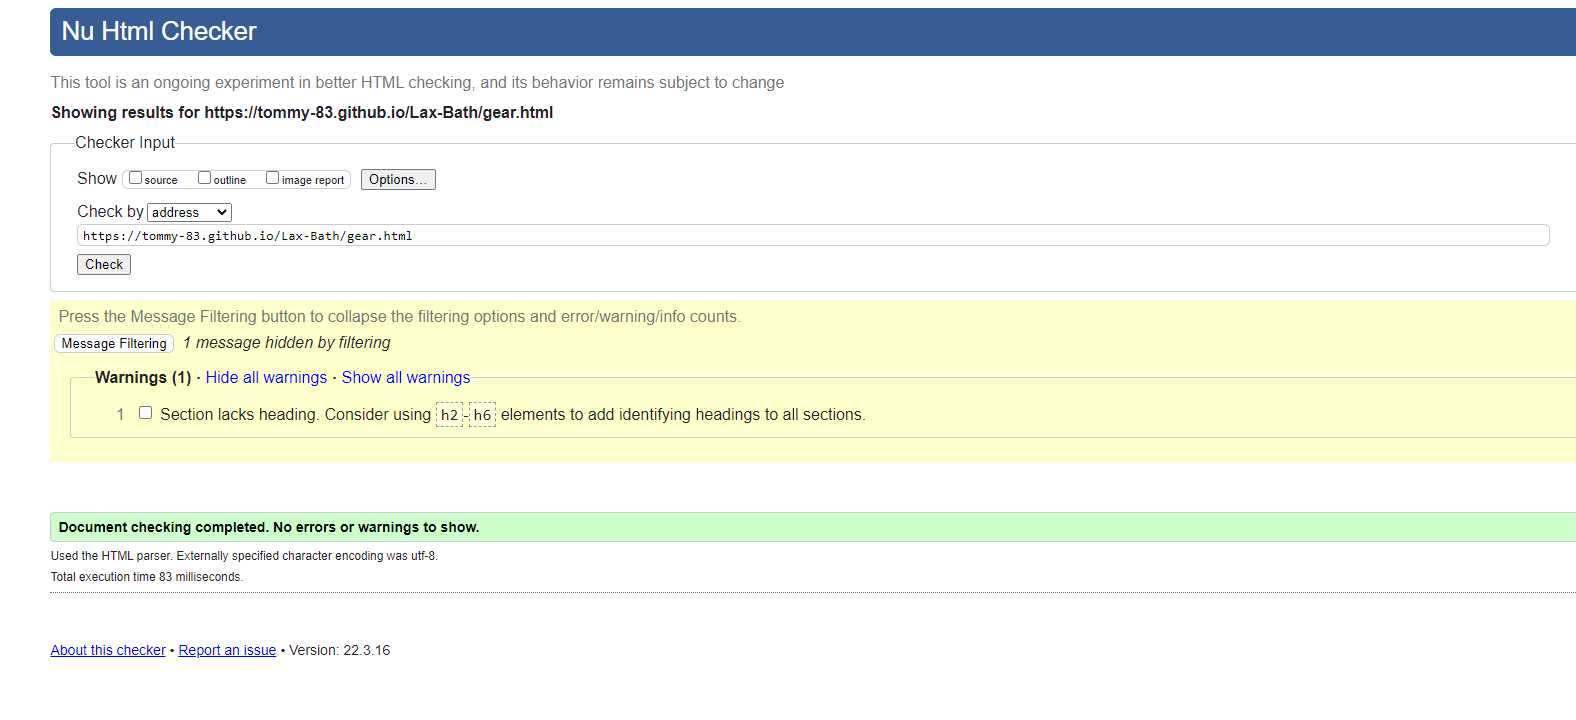 Nu Html Checker
This tool is an ongoing experiment in better HTML checking, and its behavior remains subject to change
Showing results for https://tommy-83.github.io/Lax-Bath/gear.html
Checker Input
Show source outline image report Options...
Check by address
https://tommy-83.github.io/Lax-Bath/gear.html
Check
Press the Message Filtering button to collapse the filtering options and error/warning/info counts.
Message Filtering 1 message hidden by filtering
Warnings (1) · Hide all warnings · Show all warnings
1 Section lacks heading. Consider using h2-h6 elements to add identifying headings to all sections.
Document checking completed. No errors or warnings to show.
Used the HTML parser. Externally specified character encoding was utf-8.
Total execution time 83 milliseconds.
About this checker • Report an issue • Version: 22.3.16